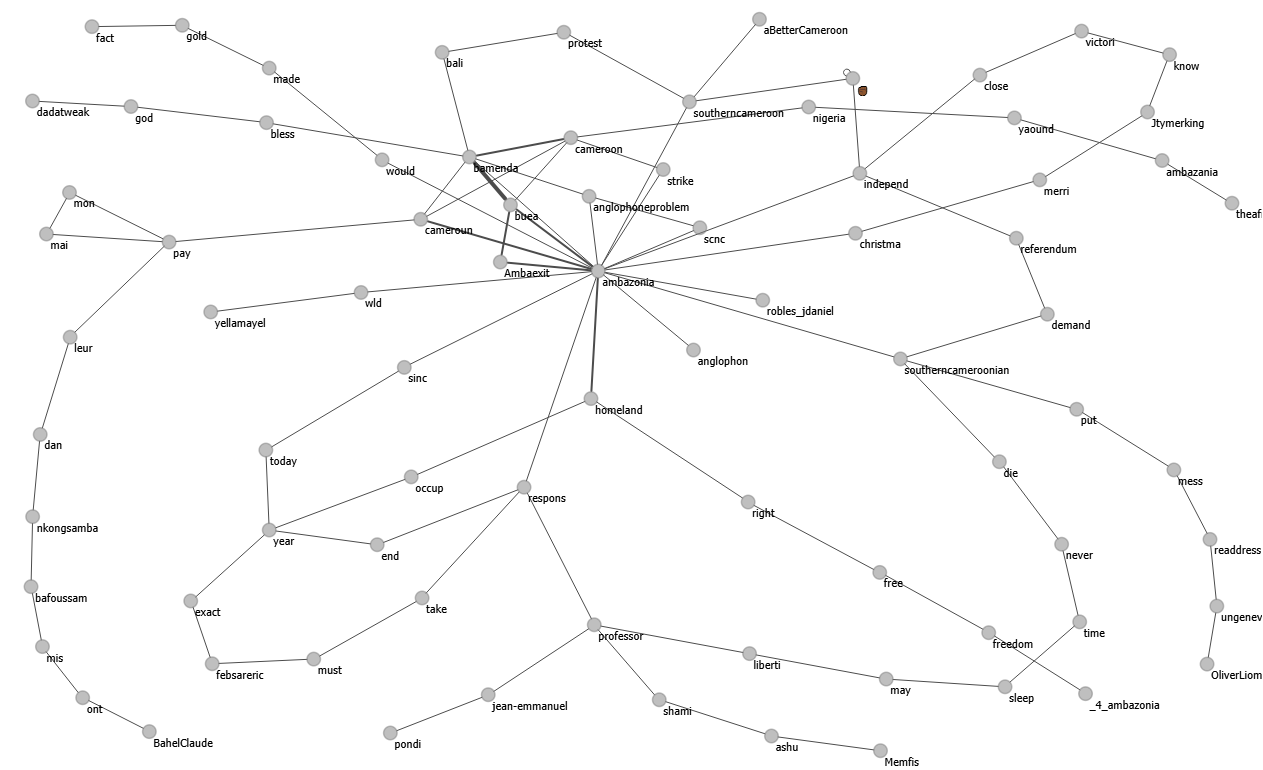 aBetterCameroon
fact
gold
protest
victori
bali
know
made
close
dadatweak
god
southerncameroon
nigeria
Jtymerking
bless
yaound
cameroon
bamenda
would
strike
ambazania
independ
merri
mon
anglophoneproblem
buea
theafi
cameroun
scnc
mai
pay
christma
referendum
Ambaexit
ambazonia
wld
robles_jdaniel
yellamayel
demand
leur
anglophon
sinc
southerncameroonian
homeland
put
dan
today
die
mess
occup
respons
right
nkongsamba
year
end
never
readdress
free
bafoussam
exact
take
ungenev
time
professor
freedom
mis
liberti
febsareric
must
OliverLiom
may
sleep
_4_ambazonia
ont
jean-emmanuel
shami
BahelClaude
pondi
ashu
Memfis